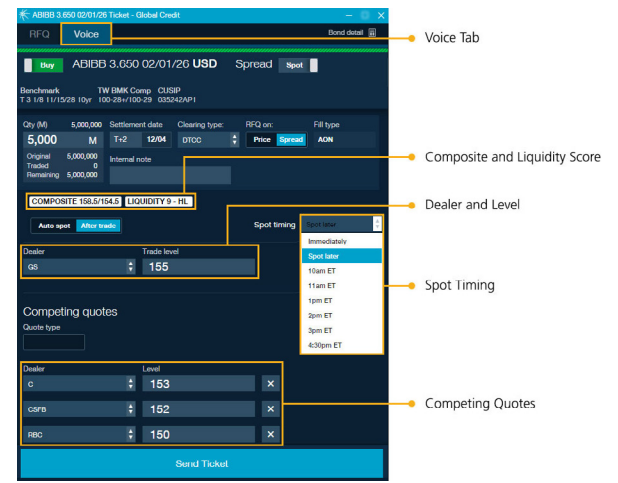 ABIBB 3.650 02/01/26 Ticket - Global Credit
RFQ Voice Bond detail
Voice Tab
Buy ABIBB 3.650 02/01/26 USD Spread Spot
Benchmark TW BMK Comp CUSIP
T 3 1/8 11/15/28 10yr 100-28+/100-29 035242AP1
Qty (M) 5,000,000 Settlement date Clearing type: RFQ on: Fill type
5,000 M T+2 12/04 DTCC Price Spread AON
Original 5,000,000 Internal note
Traded 0
Remaining 5,000,000
Composite and Liquidity Score
COMPOSITE 158.5/154.5 LIQUIDITY 9 - HL
Dealer and Level
Auto spot After trade Spot timing Spot later
Immediately
Spot later
10am ET
11am ET
1pm ET
2pm ET
3pm ET
4:30pm ET
Spot Timing
Dealer Trade level
GS 155
Competing quotes
Quote type
Dealer Level
C 153 ×
CSFB 152 ×
RBC 150 ×
Competing Quotes
Send Ticket